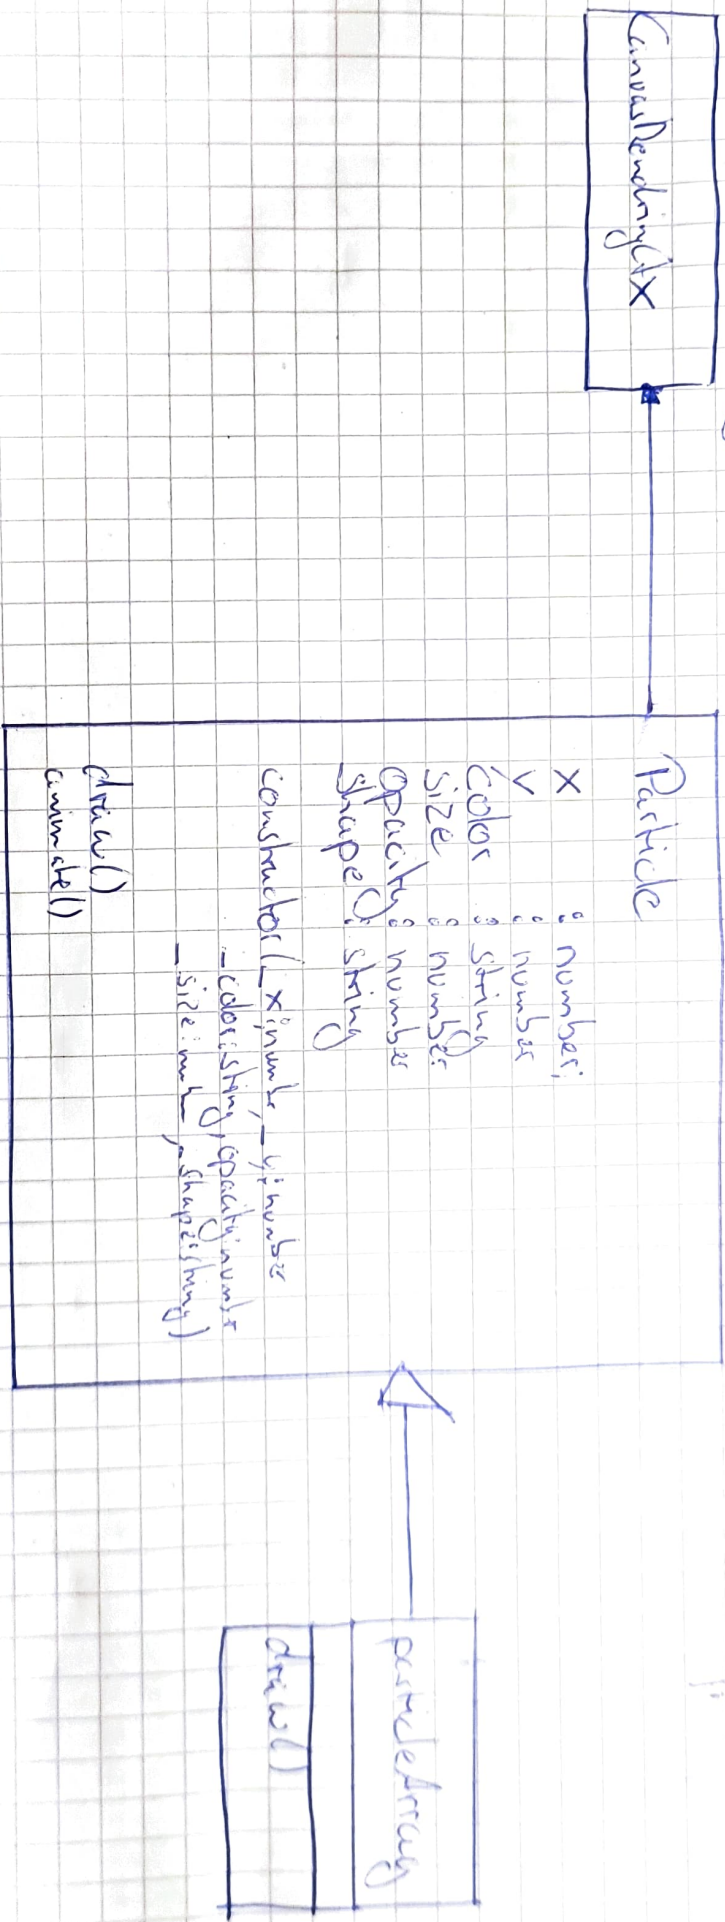 CanvasRendringCtx
Particle
x : number;
y : number
Color : string
size : number
opacity : number
shape : string
constructor(_x:number, _y:number
_color:string, opacity:number
_size:number, _shape:string)
draw()
animate()
particleArray
draw()